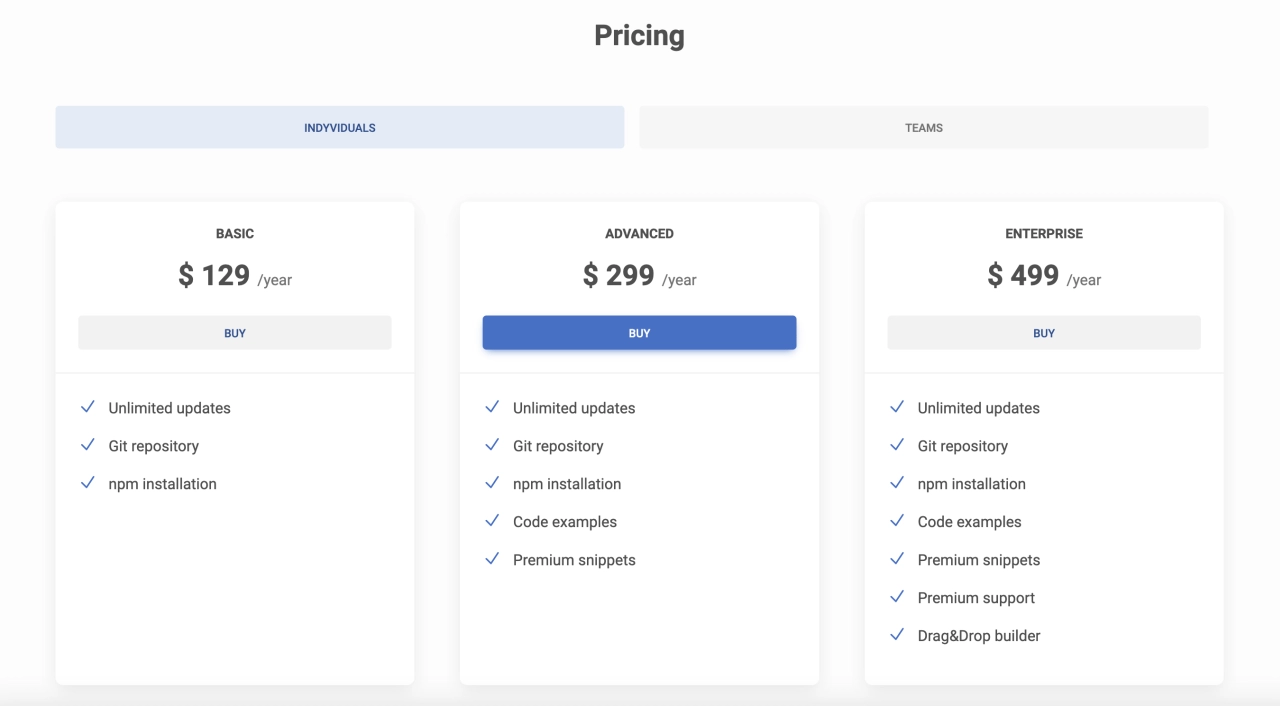 Pricing
INDYVIDUALS
TEAMS
BASIC
$ 129 /year
BUY
Unlimited updates
Git repository
npm installation
ADVANCED
$ 299 /year
BUY
Unlimited updates
Git repository
npm installation
Code examples
Premium snippets
ENTERPRISE
$ 499 /year
BUY
Unlimited updates
Git repository
npm installation
Code examples
Premium snippets
Premium support
Drag&Drop builder